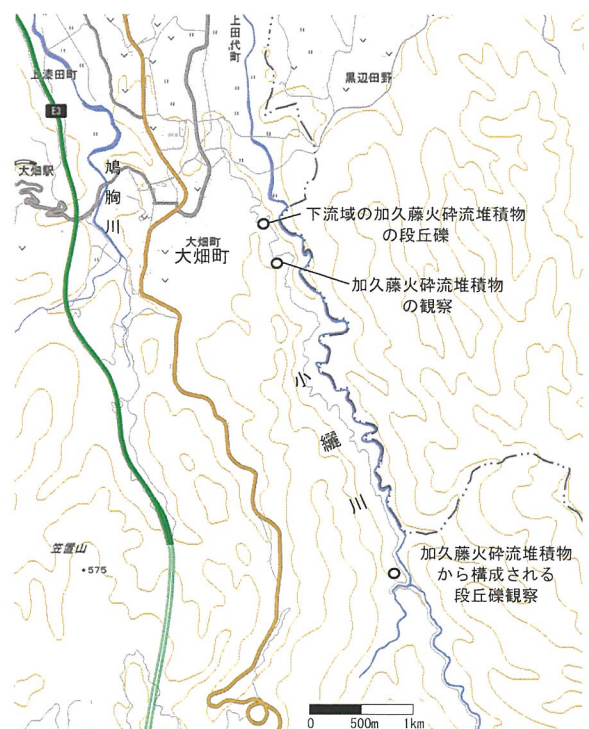 上田代町
上漆田町
黒辺田野
E3
大畑駅
鳩胸川
下流域の加久藤火砕流堆積物
の段丘礫
大畑町
大畑町
加久藤火砕流堆積物
の観察
小纚川
加久藤火砕流堆積物
から構成される
段丘礫観察
笠置山
・575
0 500m 1km